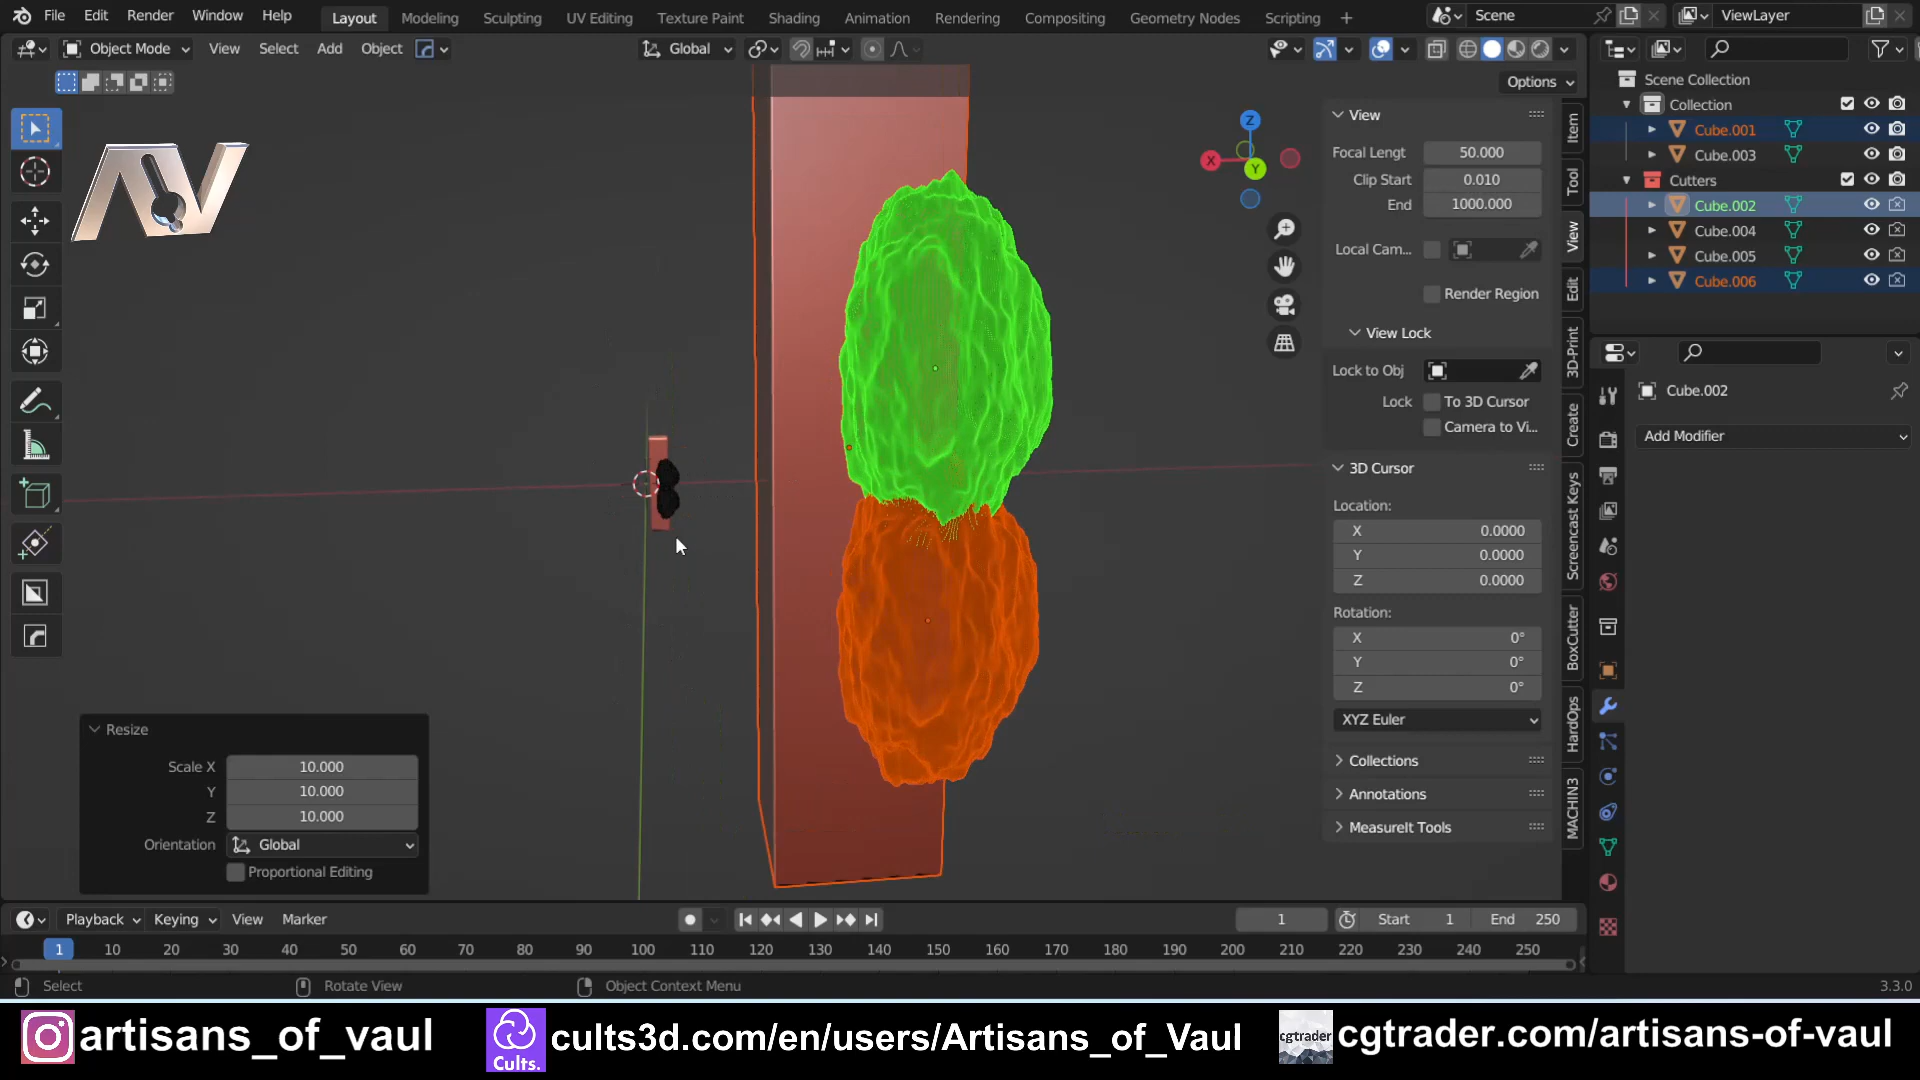 File Edit Render Window Help Layout Modeling Sculpting UV Editing Texture Paint Shading Animation Rendering Compositing Geometry Nodes Scripting + Scene ViewLayer
Object Mode View Select Add Object Global
Options
AV
X
Y
Z
View
Focal Lengt 50.000
Clip Start 0.010
End 1000.000
Local Cam...
Render Region
View Lock
Lock to Obj
Lock To 3D Cursor
Camera to Vi...
3D Cursor
Location:
X 0.0000
Y 0.0000
Z 0.0000
Rotation:
X 0°
Y 0°
Z 0°
XYZ Euler
Collections
Annotations
MeasureIt Tools
Item
Tool
View
Edit
3D-Print
Create
Screencast Keys
BoxCutter
HardOps
MACHIN3
Scene Collection
Collection
Cube.001
Cube.003
Cutters
Cube.002
Cube.004
Cube.005
Cube.006
Cube.002
Add Modifier
Resize
Scale X 10.000
Y 10.000
Z 10.000
Orientation Global
Proportional Editing
Playback Keying View Marker 1 Start 1 End 250
1 10 20 30 40 50 60 70 80 90 100 110 120 130 140 150 160 170 180 190 200 210 220 230 240 250
Select Rotate View Object Context Menu 3.3.0
artisans_of_vaul
Cults.
cults3d.com/en/users/Artisans_of_Vaul
cgtrader
cgtrader.com/artisans-of-vaul